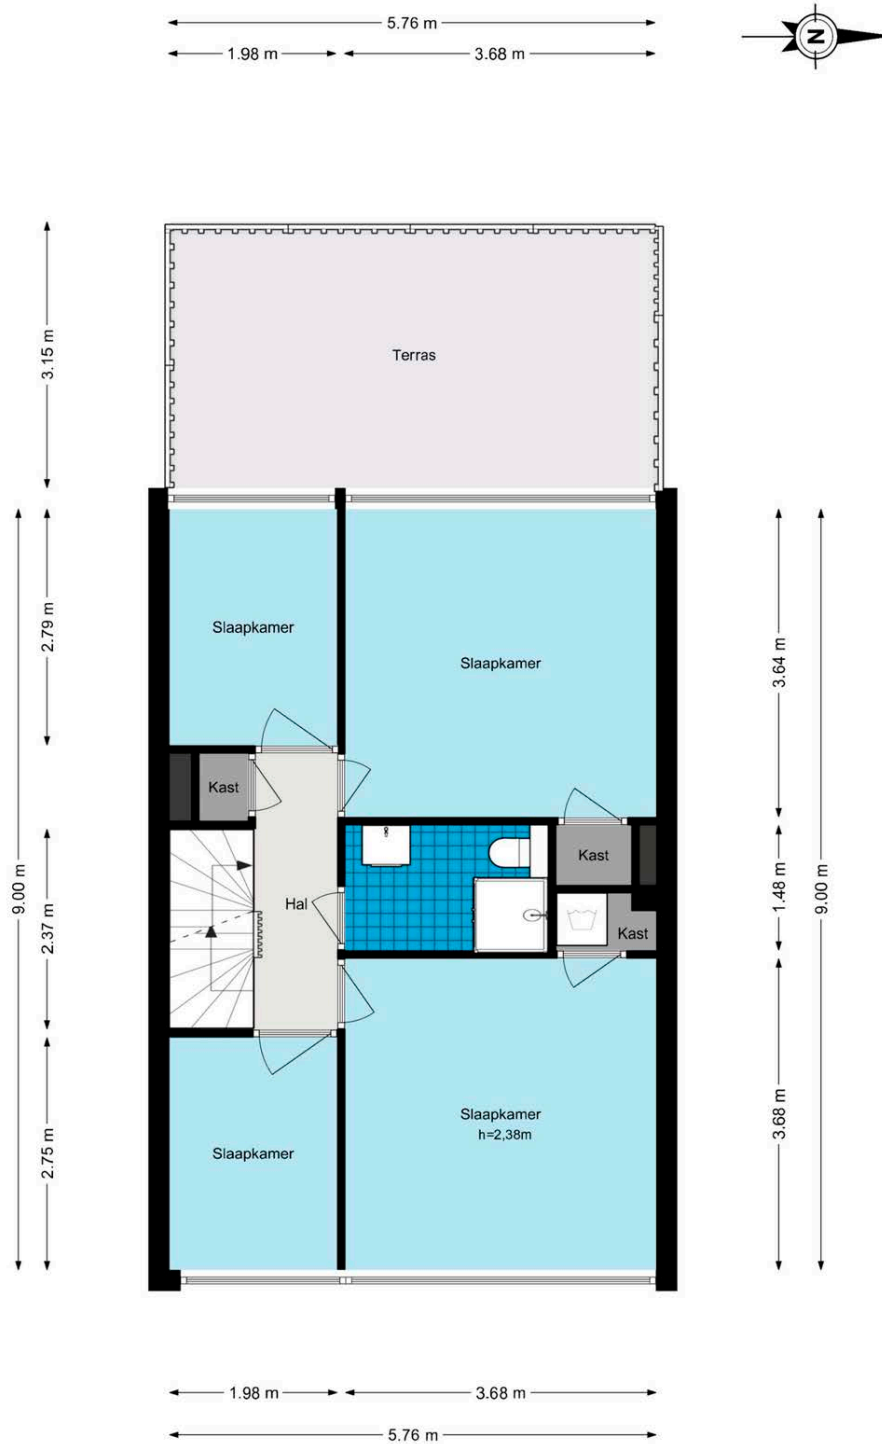 5.76 m
1.98 m
3.68 m
N
3.15 m
Terras
2.79 m
Slaapkamer
Slaapkamer
3.64 m
Kast
Kast
9.00 m
2.37 m
Hal
1.48 m
9.00 m
Kast
2.75 m
Slaapkamer
Slaapkamer
h=2,38m
3.68 m
1.98 m
3.68 m
5.76 m